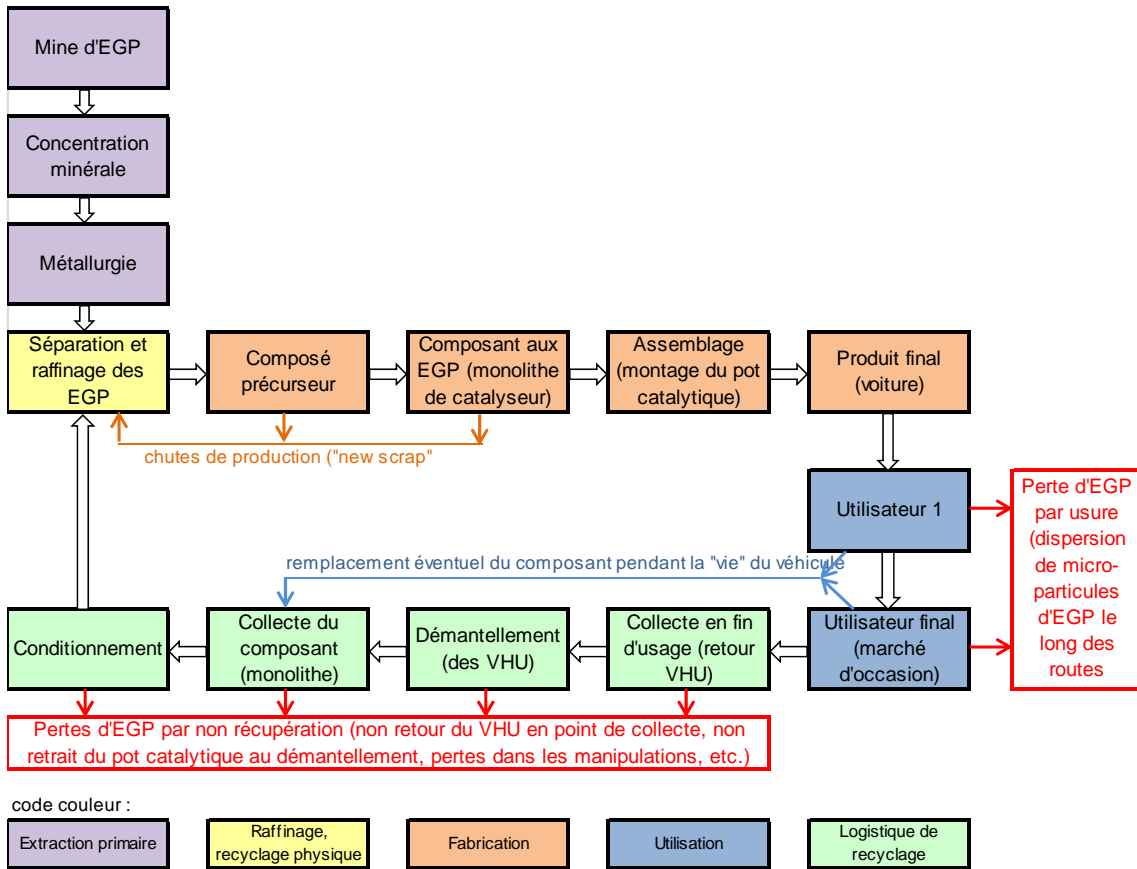 Mine d'EGP
Concentration
minérale
Métallurgie
Séparation et
raffinage des
EGP
Composé
précurseur
Composant aux
EGP (monolithe
de catalyseur)
Assemblage
(montage du pot
catalytique)
Produit final
(voiture)
chutes de production ("new scrap"
Utilisateur 1
Perte d'EGP
par usure
(dispersion
de micro-
particules
d'EGP le
long des
routes
remplacement éventuel du composant pendant la "vie" du véhicule
Conditionnement
Collecte du
composant
(monolithe)
Démantellement
(des VHU)
Collecte en fin
d'usage (retour
VHU)
Utilisateur final
(marché
d'occasion)
Pertes d'EGP par non récupération (non retour du VHU en point de collecte, non
retrait du pot catalytique au démantellement, pertes dans les manipulations, etc.)
code couleur :
Extraction primaire
Raffinage,
recyclage physique
Fabrication
Utilisation
Logistique de
recyclage